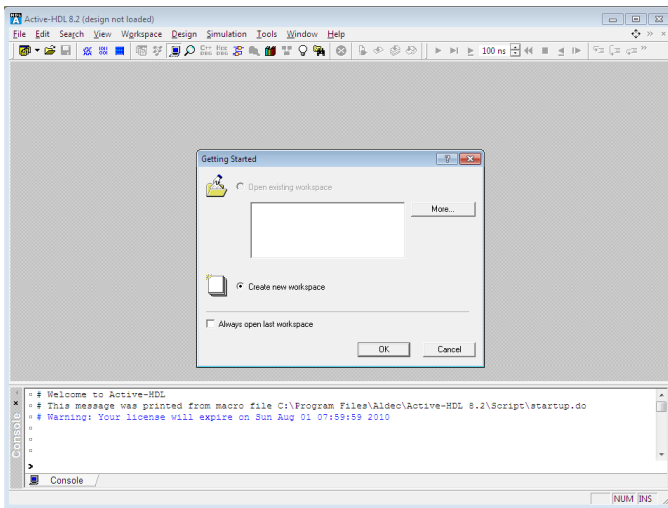 Active-HDL 8.2 (design not loaded)
File Edit Search View Workspace Design Simulation Tools Window Help
100 ns
Getting Started
Open existing workspace
More...
Create new workspace
Always open last workspace
OK Cancel
# Welcome to Active-HDL
# This message was printed from macro file C:\Program Files\Aldec\Active-HDL 8.2\Script\startup.do
# Warning: Your license will expire on Sun Aug 01 07:59:59 2010
>
Console
Console
NUM INS